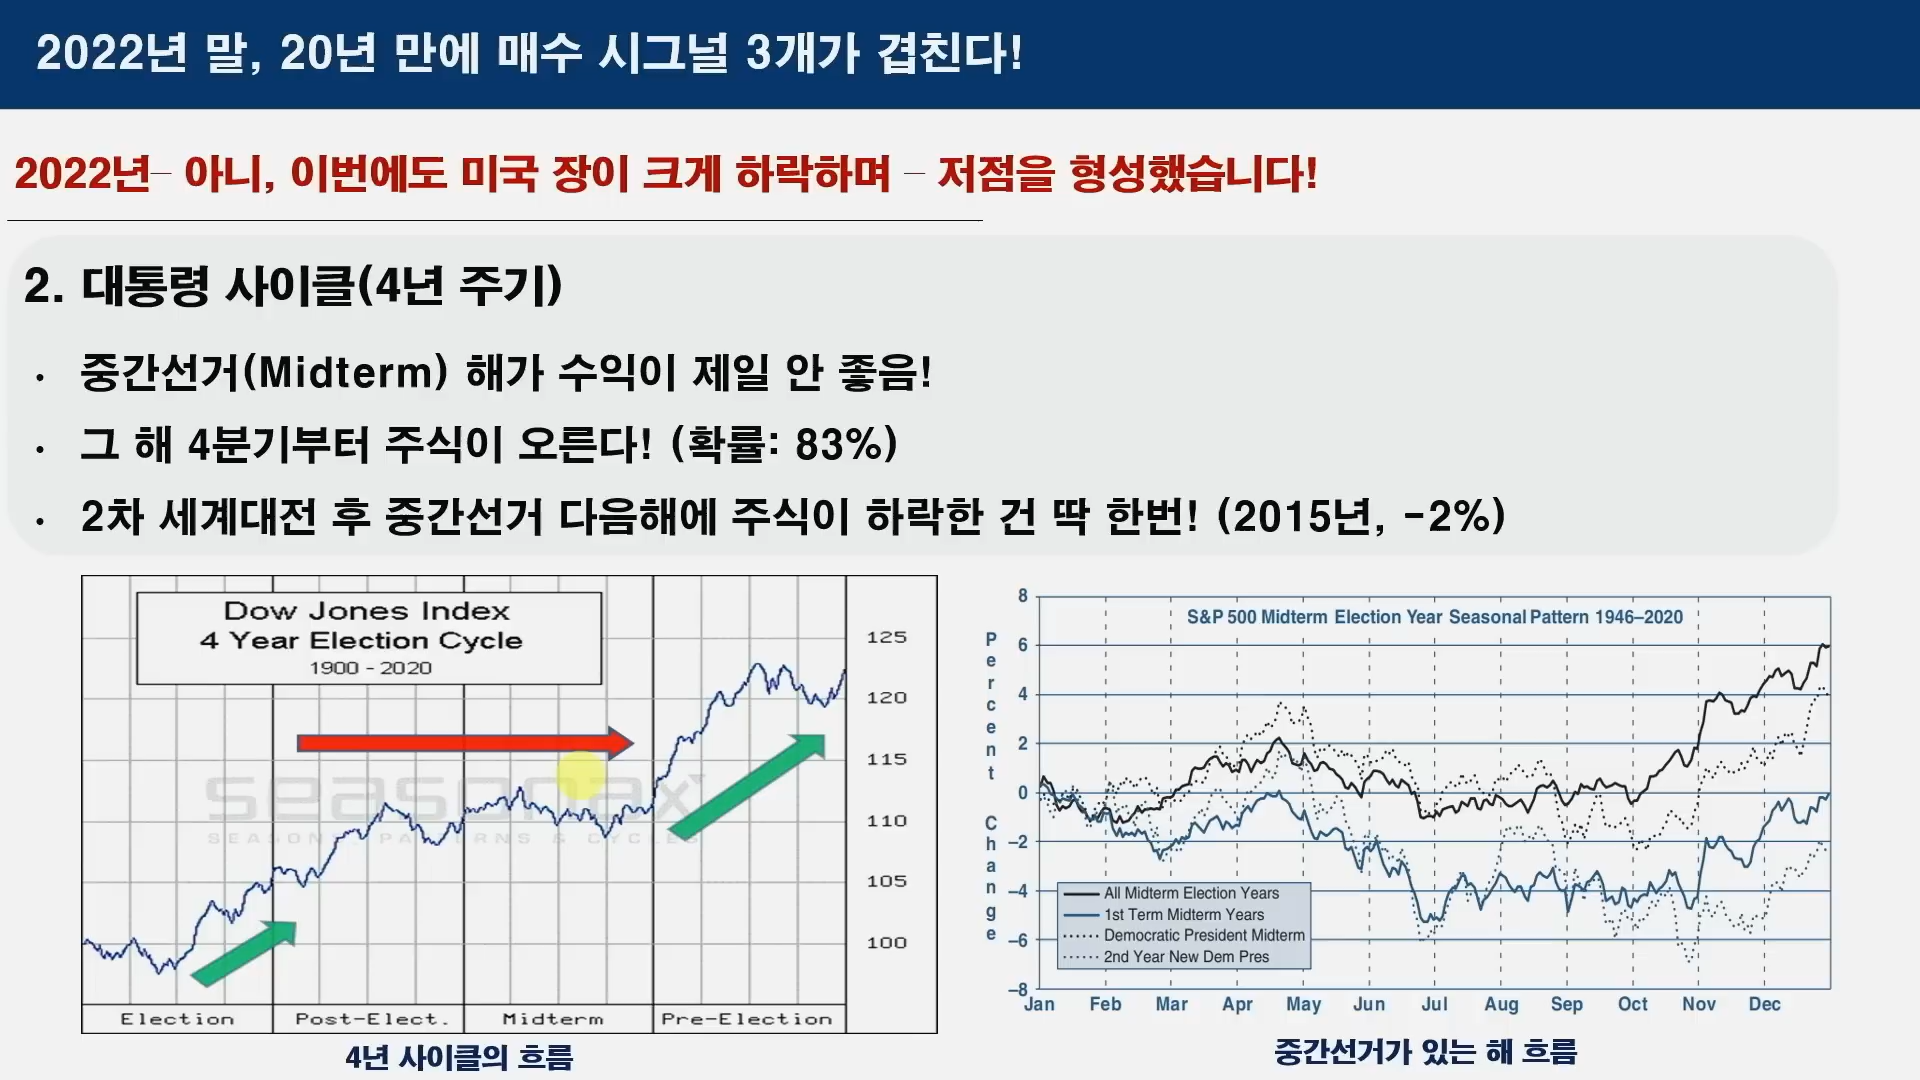 2022년 말, 20년 만에 매수 시그널 3개가 겹친다!
2022년– 아니, 이번에도 미국 장이 크게 하락하며 – 저점을 형성했습니다!
2. 대통령 사이클(4년 주기)
• 중간선거(Midterm) 해가 수익이 제일 안 좋음!
• 그 해 4분기부터 주식이 오른다! (확률: 83%)
• 2차 세계대전 후 중간선거 다음해에 주식이 하락한 건 딱 한번! (2015년, -2%)
Dow Jones Index
4 Year Election Cycle
1900 - 2020
125
120
115
110
105
100
seasonax
SEASONS PATTERNS & CYCLES
Election Post-Elect. Midterm Pre-Election
4년 사이클의 흐름
S&P 500 Midterm Election Year Seasonal Pattern 1946–2020
Percent Change
8
6
4
2
0
–2
–4
–6
–8
All Midterm Election Years
1st Term Midterm Years
Democratic President Midterm
2nd Year New Dem Pres
Jan Feb Mar Apr May Jun Jul Aug Sep Oct Nov Dec
중간선거가 있는 해 흐름